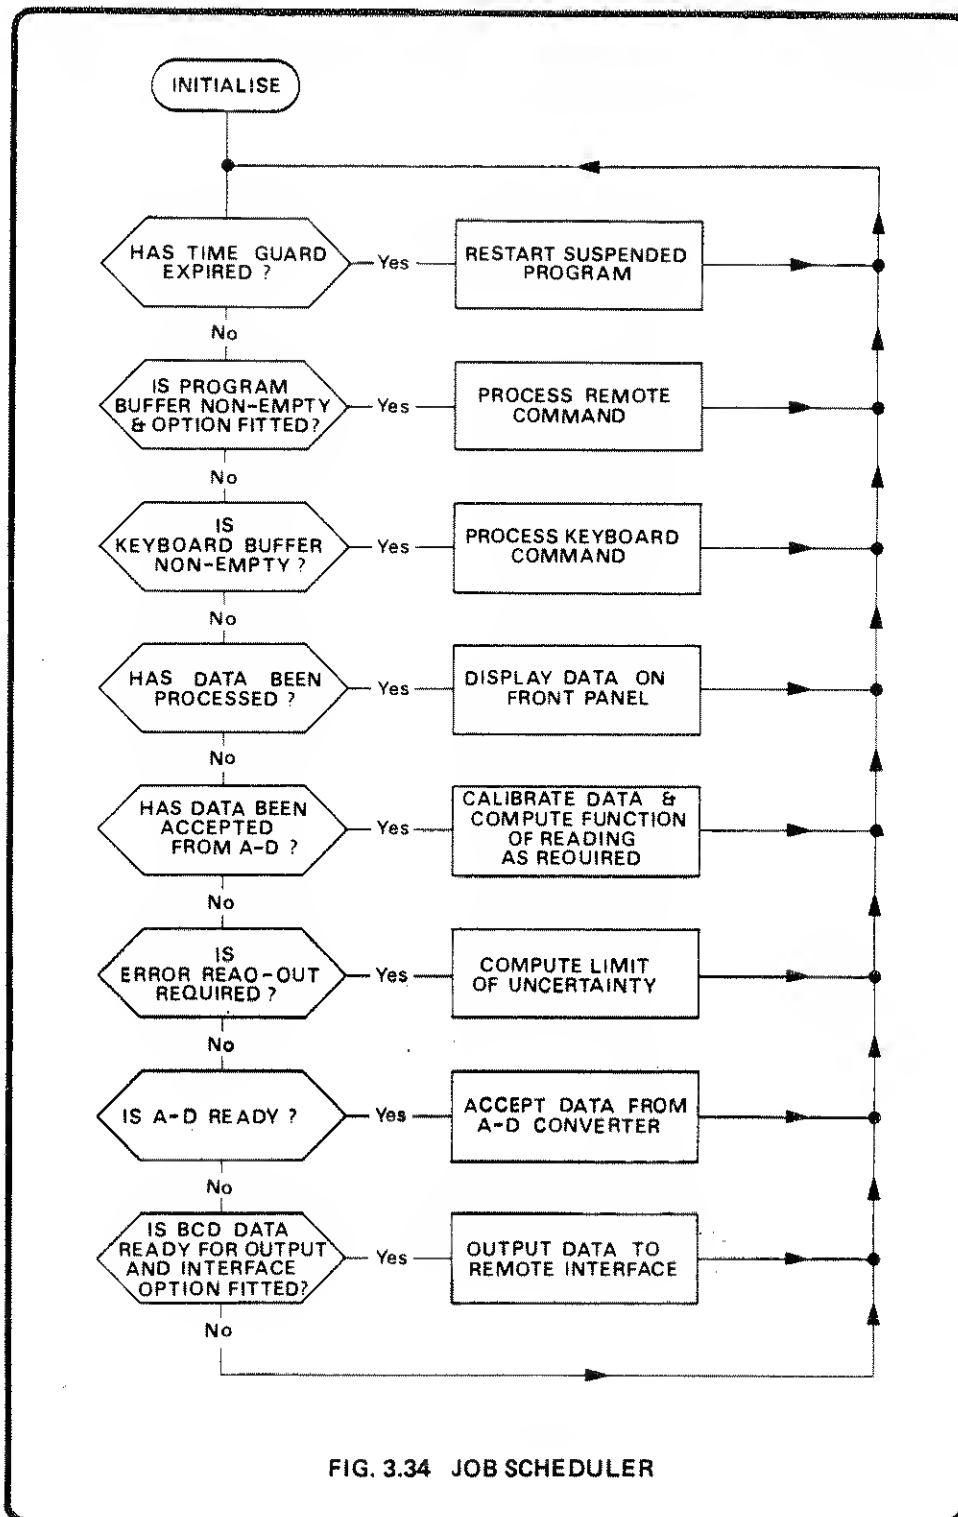 INITIALISE
HAS TIME GUARD
EXPIRED ?
Yes
RESTART SUSPENDED
PROGRAM
No
IS PROGRAM
BUFFER NON-EMPTY
& OPTION FITTED?
Yes
PROCESS REMOTE
COMMAND
No
IS
KEYBOARD BUFFER
NON-EMPTY ?
Yes
PROCESS KEYBOARD
COMMAND
No
HAS DATA BEEN
PROCESSED ?
Yes
DISPLAY DATA ON
FRONT PANEL
No
HAS DATA BEEN
ACCEPTED
FROM A-D ?
Yes
CALIBRATE DATA &
COMPUTE FUNCTION
OF READING
AS REQUIRED
No
IS
ERROR REAO-OUT
REQUIRED ?
Yes
COMPUTE LIMIT
OF UNCERTAINTY
No
IS A-D READY ?
Yes
ACCEPT DATA FROM
A-D CONVERTER
No
IS BCD DATA
READY FOR OUTPUT
AND INTERFACE
OPTION FITTED?
Yes
OUTPUT DATA TO
REMOTE INTERFACE
No
FIG. 3.34 JOB SCHEDULER